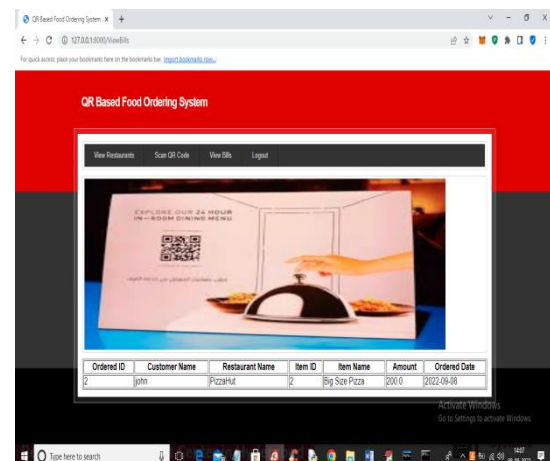 QR Based Food Ordering System
127.0.0.1:8000/ViewBills
For quick access, place your bookmarks here on the bookmarks bar. Import bookmarks now...
QR Based Food Ordering System
View Restaurants
Scan QR Code
View Bills
Logout
EXPLORE OUR 24 HOUR
IN-ROOM DINING MENU
Ordered ID Customer Name Restaurant Name Item ID Item Name Amount Ordered Date
2 john PizzaHut 2 Big Size Pizza 200.0 2022-09-08
Activate Windows
Go to Settings to activate Windows.
Type here to search
14:07